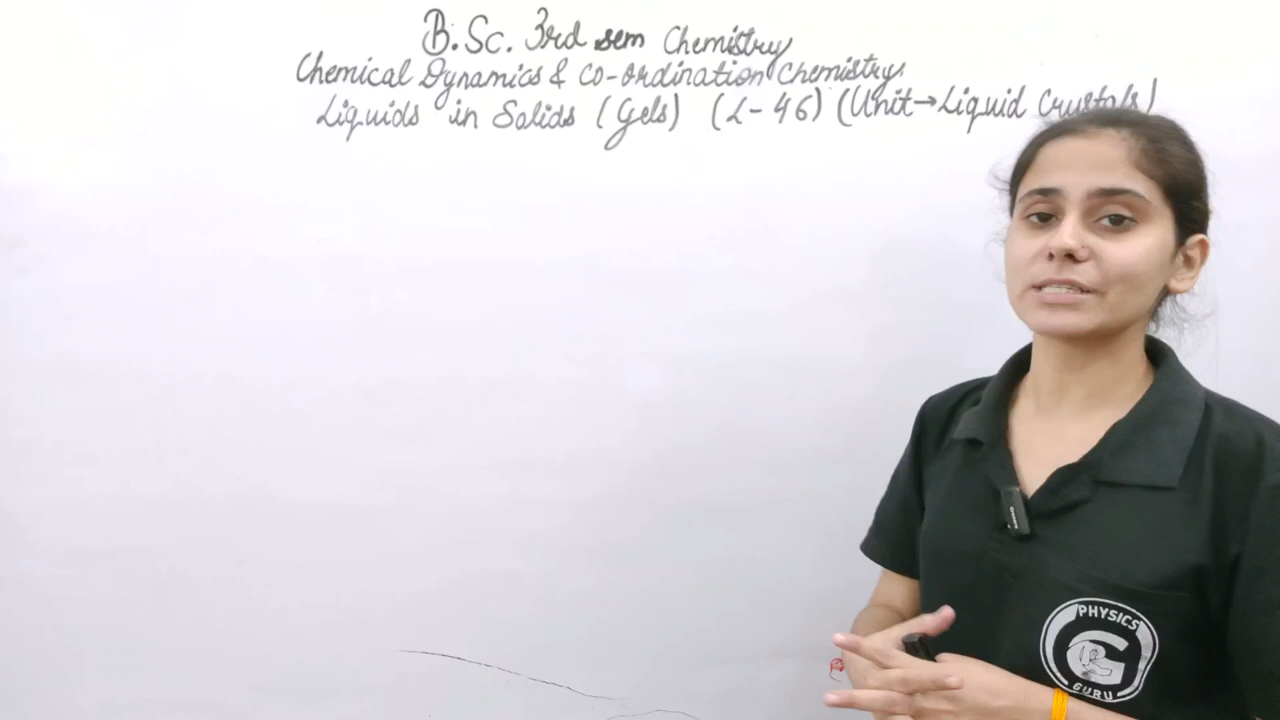 B.Sc. 3rd sem Chemistry
Chemical Dynamics & Co-ordination Chemistry.
Liquids in Solids (Gels) (L-46) (Unit→Liquid Crystals)
PHYSICS
GURU